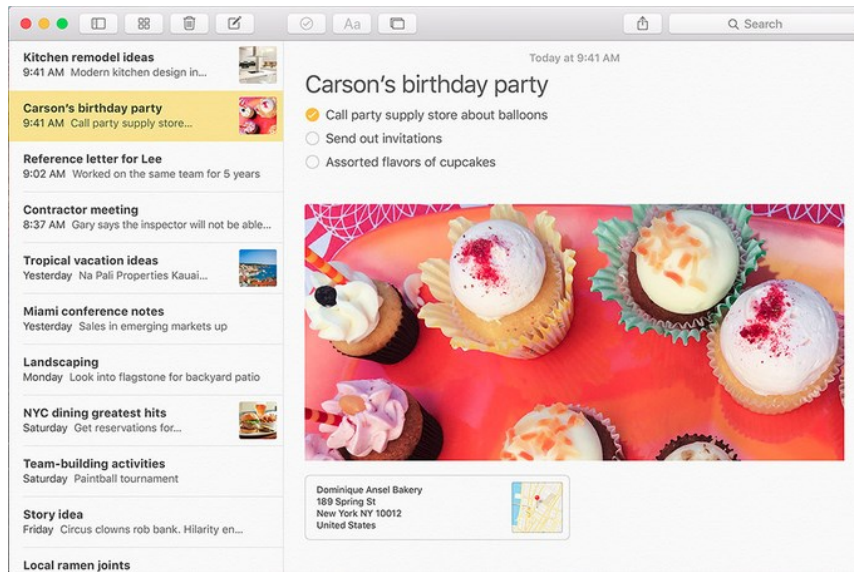 Aa
Search
Kitchen remodel ideas
9:41 AM Modern kitchen design in...
Carson's birthday party
9:41 AM Call party supply store...
Reference letter for Lee
9:02 AM Worked on the same team for 5 years
Contractor meeting
8:37 AM Gary says the inspector will not be able...
Tropical vacation ideas
Yesterday Na Pali Properties Kauai...
Miami conference notes
Yesterday Sales in emerging markets up
Landscaping
Monday Look into flagstone for backyard patio
NYC dining greatest hits
Saturday Get reservations for...
Team-building activities
Saturday Paintball tournament
Story idea
Friday Circus clowns rob bank. Hilarity en...
Local ramen joints
Today at 9:41 AM
Carson's birthday party
Call party supply store about balloons
Send out invitations
Assorted flavors of cupcakes
Dominique Ansel Bakery
189 Spring St
New York NY 10012
United States